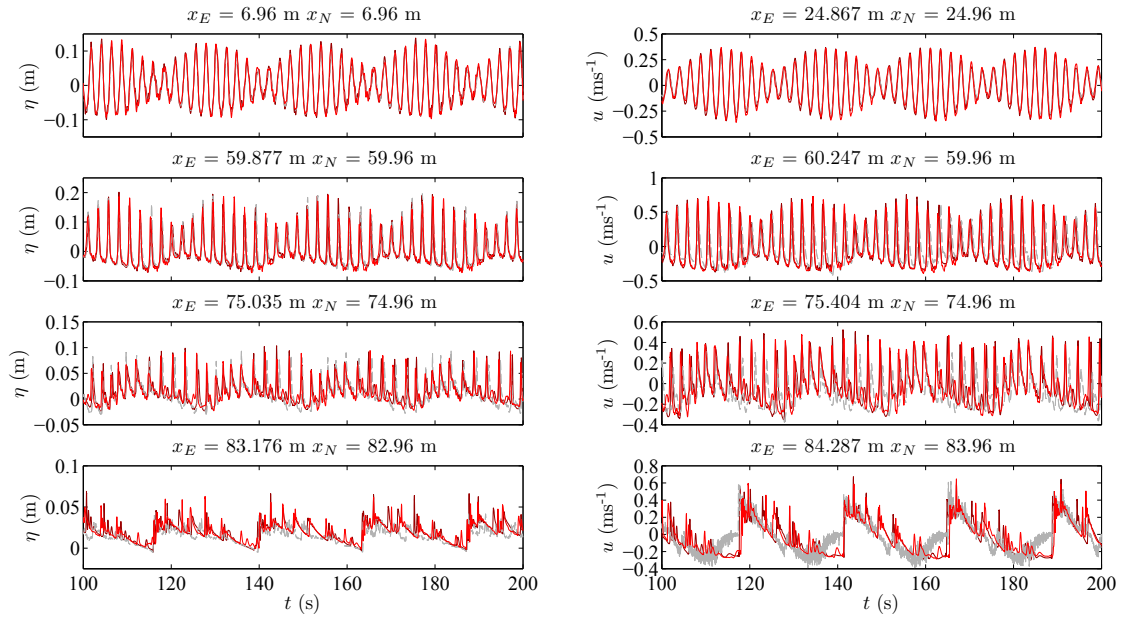 x_E = 6.96 m x_N = 6.96 m
0.1
0
−0.1
η (m)
x_E = 24.867 m x_N = 24.96 m
0.5
0.25
0
−0.25
−0.5
u (ms⁻¹)
x_E = 59.877 m x_N = 59.96 m
0.2
0.1
0
−0.1
η (m)
x_E = 60.247 m x_N = 59.96 m
1
0.5
0
−0.5
u (ms⁻¹)
x_E = 75.035 m x_N = 74.96 m
0.15
0.1
0.05
0
−0.05
η (m)
x_E = 75.404 m x_N = 74.96 m
0.6
0.4
0.2
0
−0.2
−0.4
u (ms⁻¹)
x_E = 83.176 m x_N = 82.96 m
0.1
0.05
0
η (m)
100 120 140 160 180 200
t (s)
x_E = 84.287 m x_N = 83.96 m
0.8
0.6
0.4
0.2
0
−0.2
−0.4
u (ms⁻¹)
100 120 140 160 180 200
t (s)